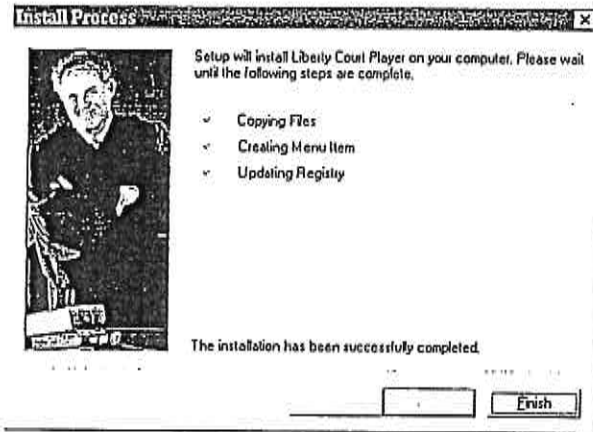 Install Process
Setup will install Liberty Court Player on your computer. Please wait
until the following steps are complete.
Copying Files
Creating Menu Item
Updating Registry
The installation has been successfully completed.
Finish